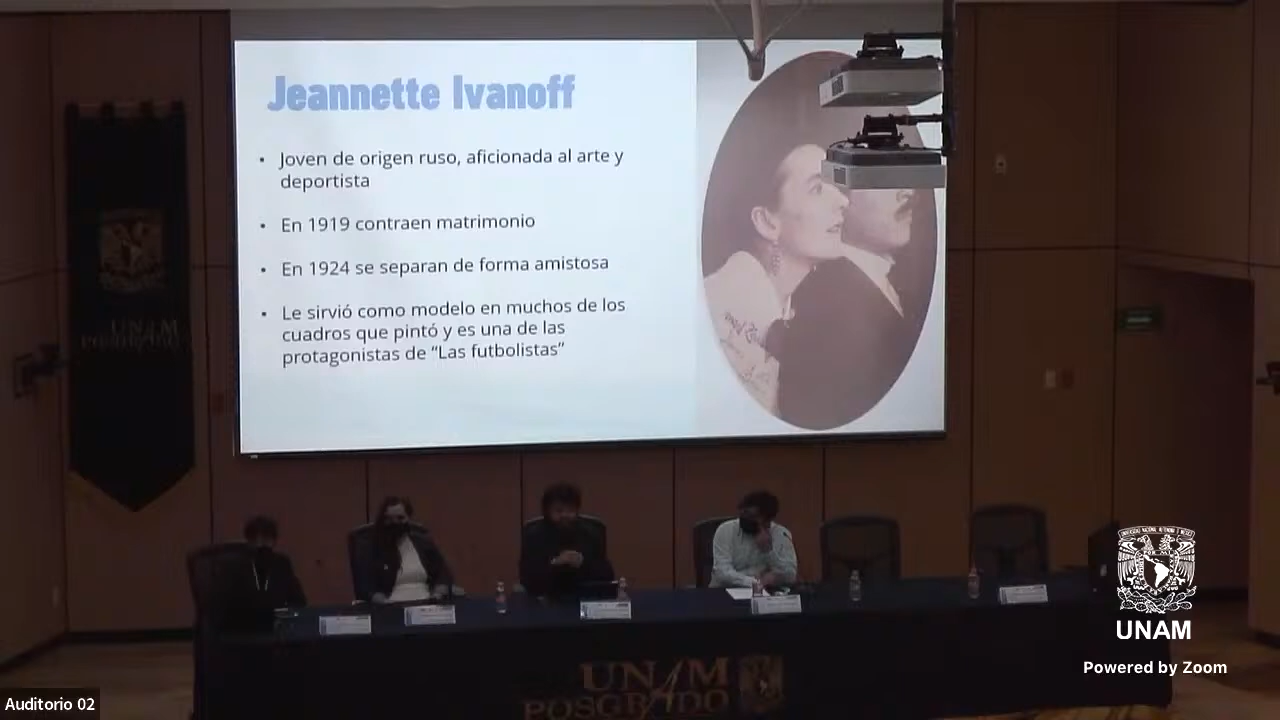 Jeannette Ivanoff
• Joven de origen ruso, aficionada al arte y
deportista
• En 1919 contraen matrimonio
• En 1924 se separan de forma amistosa
• Le sirvió como modelo en muchos de los
cuadros que pintó y es una de las
protagonistas de “Las futbolistas”
UNAM
POSGRADO
UNAM
POSGRADO
UNAM
Powered by Zoom
Auditorio 02